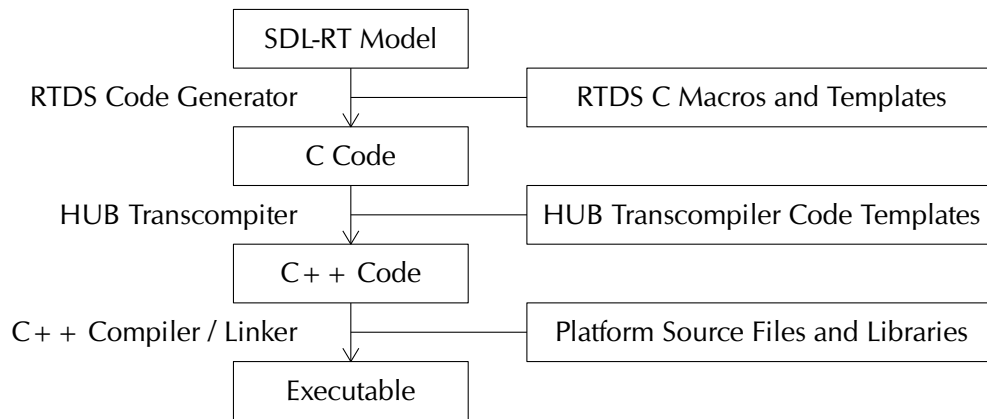 SDL-RT Model
RTDS Code Generator
RTDS C Macros and Templates
C Code
HUB Transcompiter
HUB Transcompiler Code Templates
C++ Code
C++ Compiler / Linker
Platform Source Files and Libraries
Executable